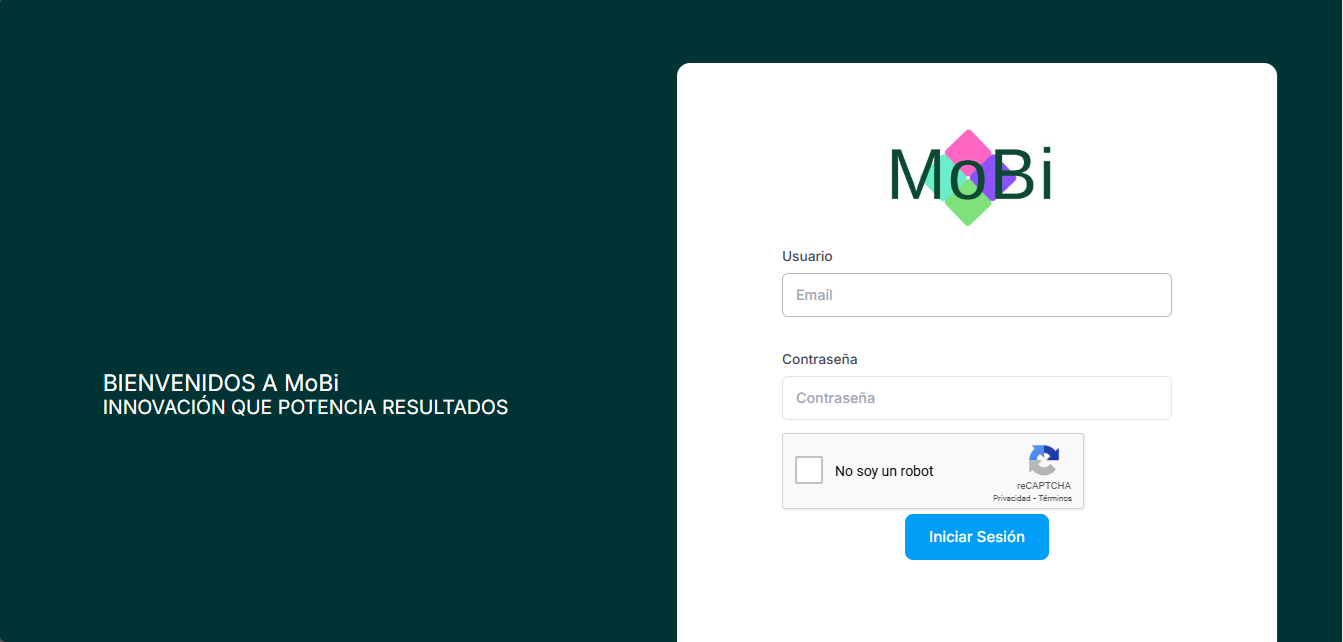 BIENVENIDOS A MoBi
INNOVACIÓN QUE POTENCIA RESULTADOS
MoBi
Usuario
Email
Contraseña
Contraseña
No soy un robot
reCAPTCHA
Privacidad - Términos
Iniciar Sesión